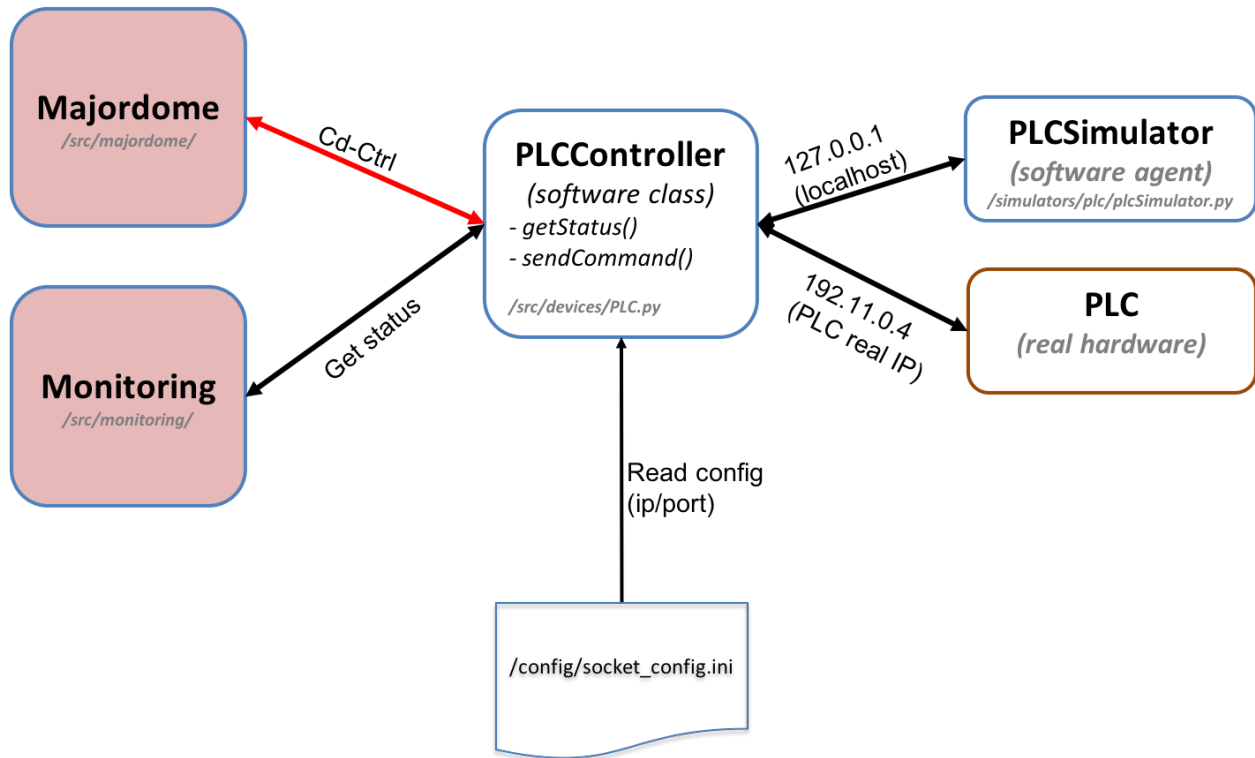 Majordome
/src/majordome/
Cd-Ctrl
PLCController
(software class)
- getStatus()
- sendCommand()
/src/devices/PLC.py
127.0.0.1
(localhost)
PLCSimulator
(software agent)
/simulators/plc/plcSimulator.py
Monitoring
/src/monitoring/
Get status
192.11.0.4
(PLC real IP)
PLC
(real hardware)
Read config
(ip/port)
/config/socket_config.ini